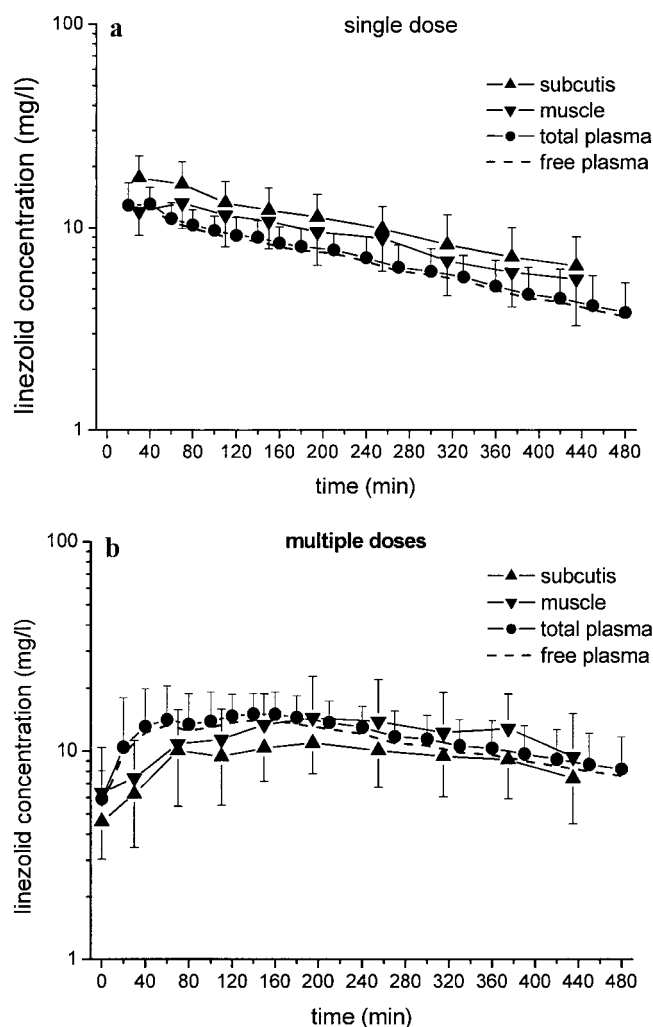 a
single dose
100
10
1
linezolid concentration (mg/l)
subcutis
muscle
total plasma
free plasma
0 40 80 120 160 200 240 280 320 360 400 440 480
time (min)
b
multiple doses
100
10
1
linezolid concentration (mg/l)
subcutis
muscle
total plasma
free plasma
0 40 80 120 160 200 240 280 320 360 400 440 480
time (min)